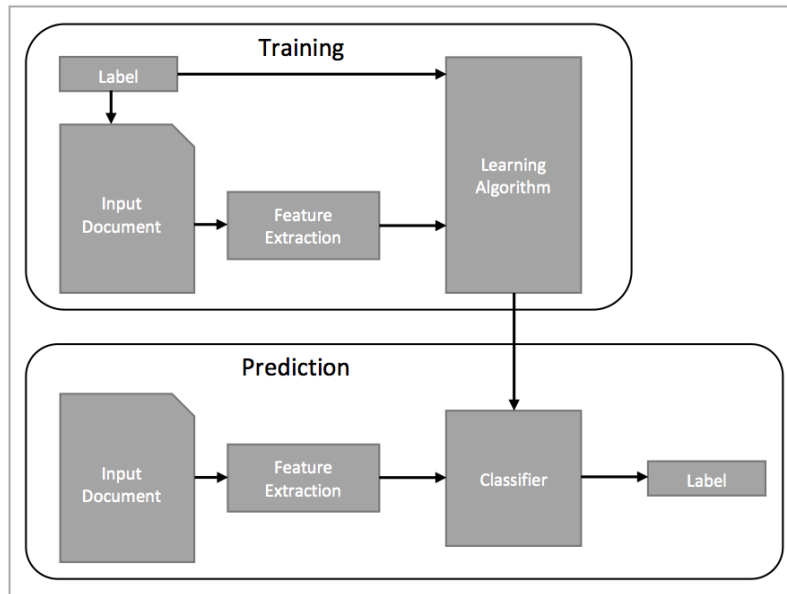 Training
Label
Learning
Algorithm
Input
Document
Feature
Extraction
Prediction
Input
Document
Feature
Extraction
Classifier
Label